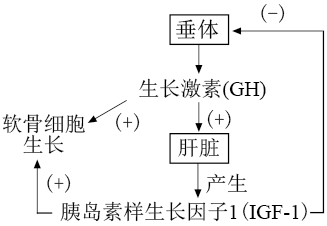 (−)
垂体
生长激素(GH)
软骨细胞
生长
(+)
(+)
肝脏
(+)
产生
胰岛素样生长因子1(IGF-1)